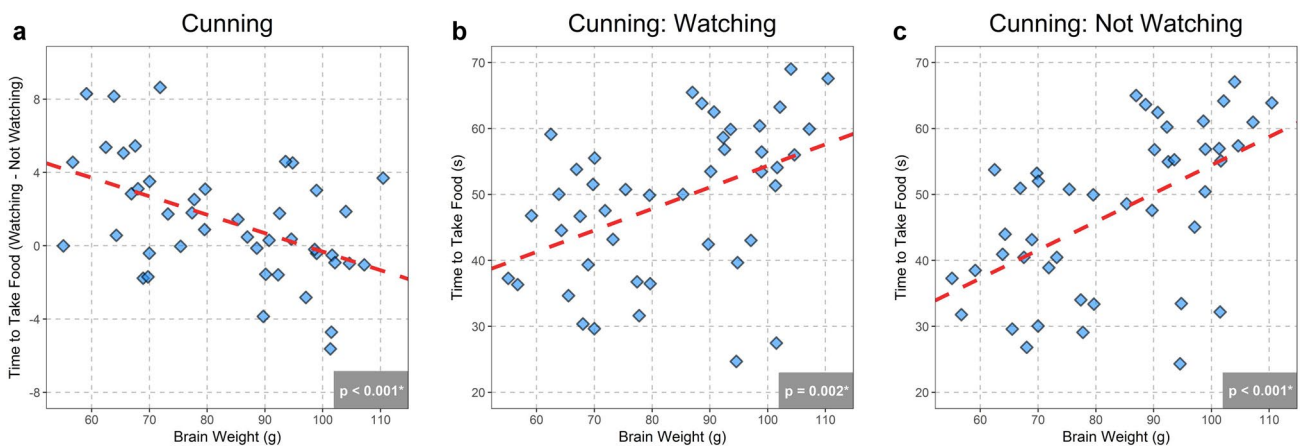 a
Cunning
Time to Take Food (Watching - Not Watching)
8
4
0
-4
-8
60
70
80
90
100
110
Brain Weight (g)
p < 0.001*
b
Cunning: Watching
Time to Take Food (s)
70
60
50
40
30
20
60
70
80
90
100
110
Brain Weight (g)
p = 0.002*
c
Cunning: Not Watching
Time to Take Food (s)
70
60
50
40
30
20
60
70
80
90
100
110
Brain Weight (g)
p < 0.001*